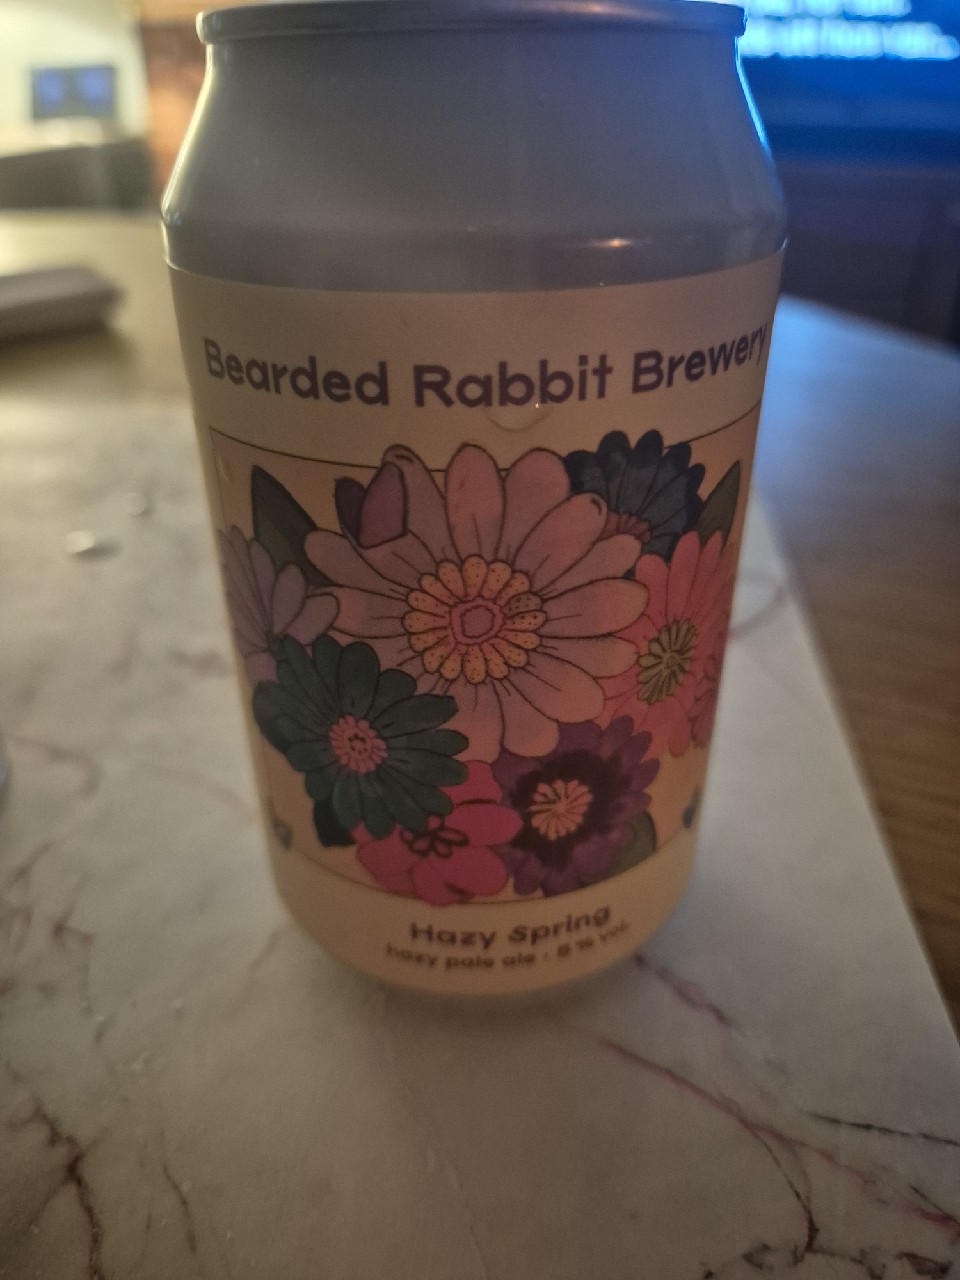 Bearded Rabbit Brewery
Hazy Spring
hazy pale ale · 5 % vol.